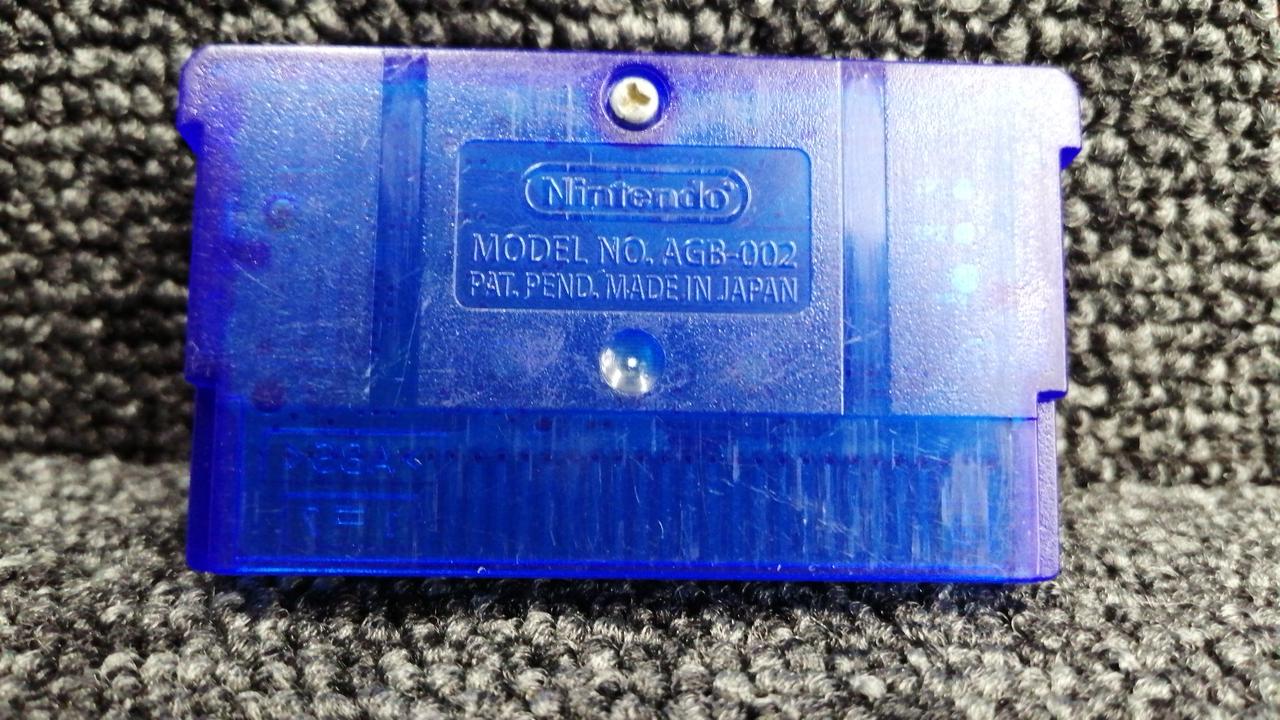 Nintendo®
MODEL NO. AGB-002
PAT. PEND. MADE IN JAPAN